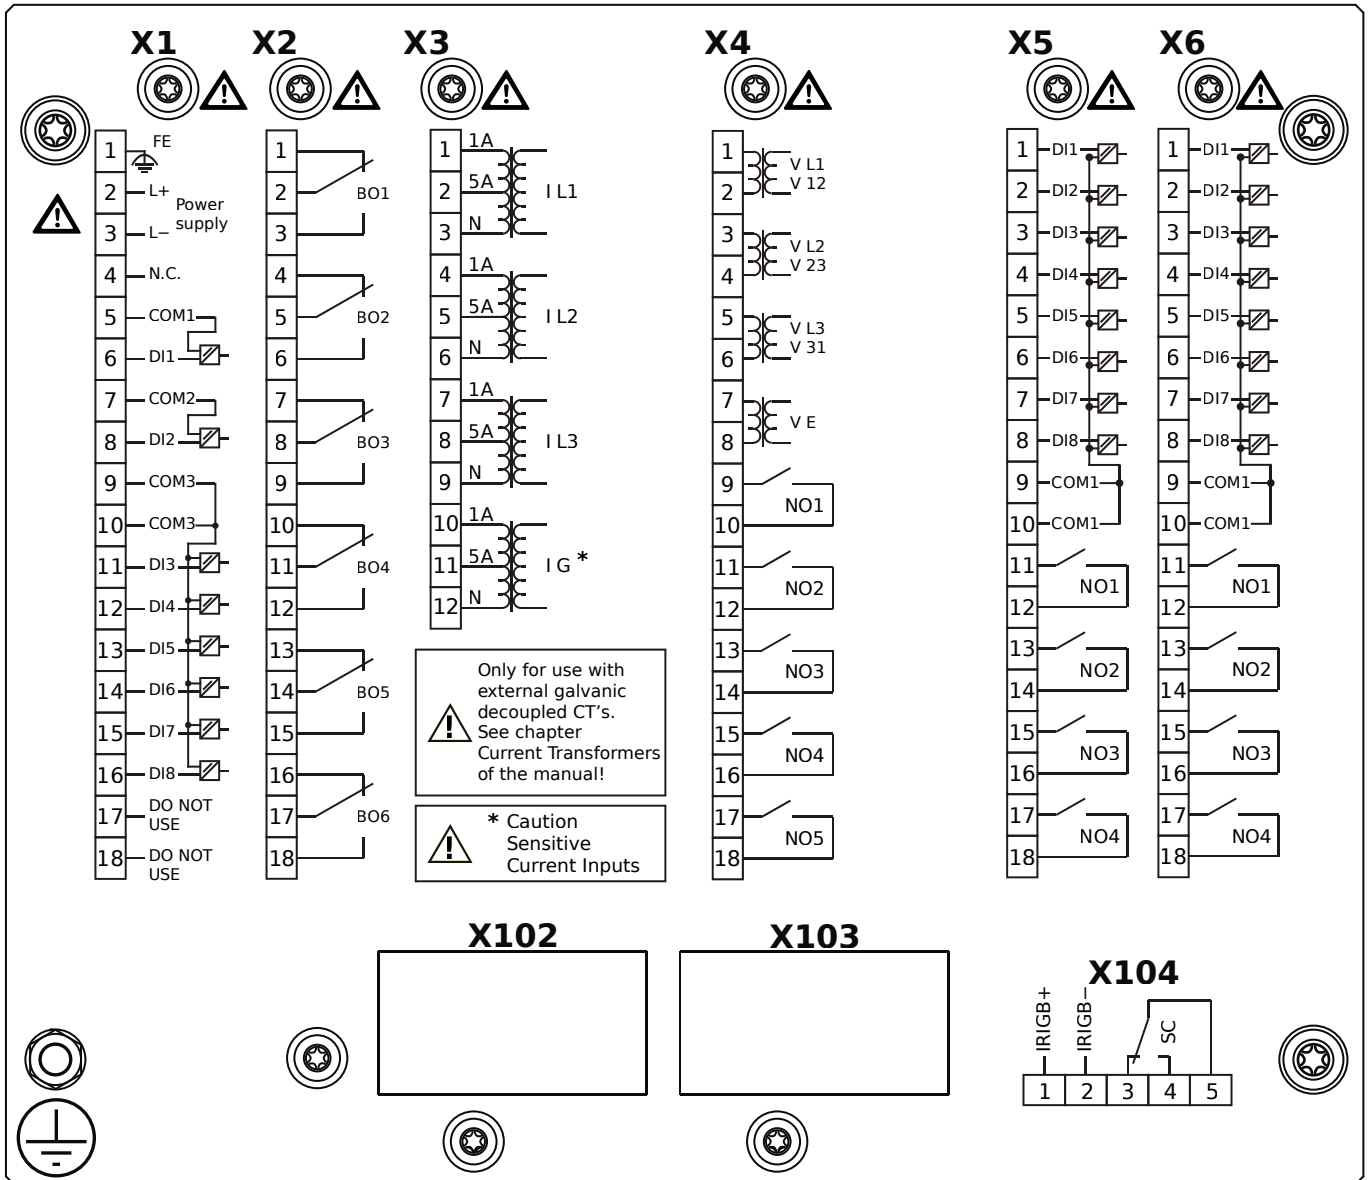 X1 X2 X3 X4 X5 X6
1 FE
2 L+
Power
supply
3 L−
4 N.C.
5 COM1
6 DI1
7 COM2
8 DI2
9 COM3
10 COM3
11 DI3
12 DI4
13 DI5
14 DI6
15 DI7
16 DI8
17 DO NOT
USE
18 DO NOT
USE
1
2 BO1
3
4
5 BO2
6
7
8 BO3
9
10
11 BO4
12
13
14 BO5
15
16
17 BO6
18
1 1A
2 5A I L1
3 N
4 1A
5 5A I L2
6 N
7 1A
8 5A I L3
9 N
10 1A
11 5A I G *
12 N
Only for use with
external galvanic
decoupled CT's.
See chapter
Current Transformers
of the manual!
* Caution
Sensitive
Current Inputs
1 V L1
2 V 12
3 V L2
4 V 23
5 V L3
6 V 31
7 V E
8
9
NO1
10
11
NO2
12
13
NO3
14
15
NO4
16
17
NO5
18
1 DI1
2 DI2
3 DI3
4 DI4
5 DI5
6 DI6
7 DI7
8 DI8
9 COM1
10 COM1
11
NO1
12
13
NO2
14
15
NO3
16
17
NO4
18
1 DI1
2 DI2
3 DI3
4 DI4
5 DI5
6 DI6
7 DI7
8 DI8
9 COM1
10 COM1
11
NO1
12
13
NO2
14
15
NO3
16
17
NO4
18
X102
X103
X104
IRIGB+
IRIGB−
SC
1 2 3 4 5